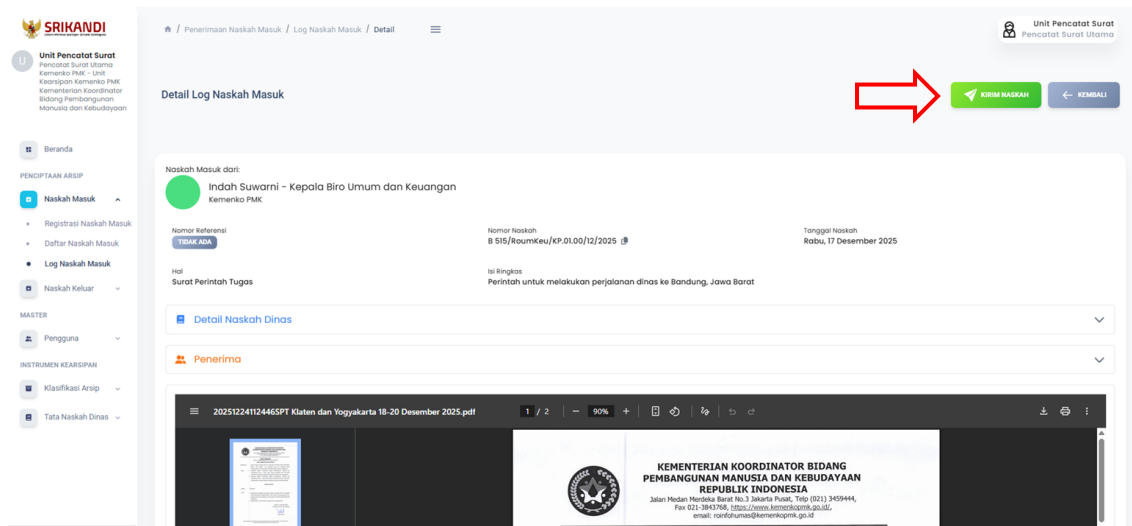 SRIKANDI
Unit Pencatat Surat
Pencatat Surat Utama
Kemenko PMK - Unit
Kearsipan Kemenko PMK
Kementerian Koordinator
Bidang Pembangunan
Manusia dan Kebudayaan
U
Beranda
PENCIPTAAN ARSIP
Naskah Masuk
Registrasi Naskah Masuk
Daftar Naskah Masuk
Log Naskah Masuk
Naskah Keluar
MASTER
Pengguna
INSTRUMEN KEARSIPAN
Klasifikasi Arsip
Tata Naskah Dinas
/ Penerimaan Naskah Masuk / Log Naskah Masuk / Detail
Unit Pencatat Surat
Pencatat Surat Utama
Detail Log Naskah Masuk
KIRIM NASKAH
KEMBALI
Naskah Masuk dari:
Indah Suwarni - Kepala Biro Umum dan Keuangan
Kemenko PMK
Nomor Referensi
TIDAK ADA
Nomor Naskah
B 515/RoumKeu/KP.01.00/12/2025
Tanggal Naskah
Rabu, 17 Desember 2025
Hal
Surat Perintah Tugas
Isi Ringkas
Perintah untuk melakukan perjalanan dinas ke Bandung, Jawa Barat
Detail Naskah Dinas
Penerima
20251224112446SPT Klaten dan Yogyakarta 18-20 Desember 2025.pdf
1 / 2
90%
KEMENTERIAN KOORDINATOR BIDANG
PEMBANGUNAN MANUSIA DAN KEBUDAYAAN
REPUBLIK INDONESIA
Jalan Medan Merdeka Barat No.3 Jakarta Pusat, Telp (021) 3459444,
Fax 021-3843768, https://www.kemenkopmk.go.id/,
email: roinfohumas@kemenkopmk.go.id